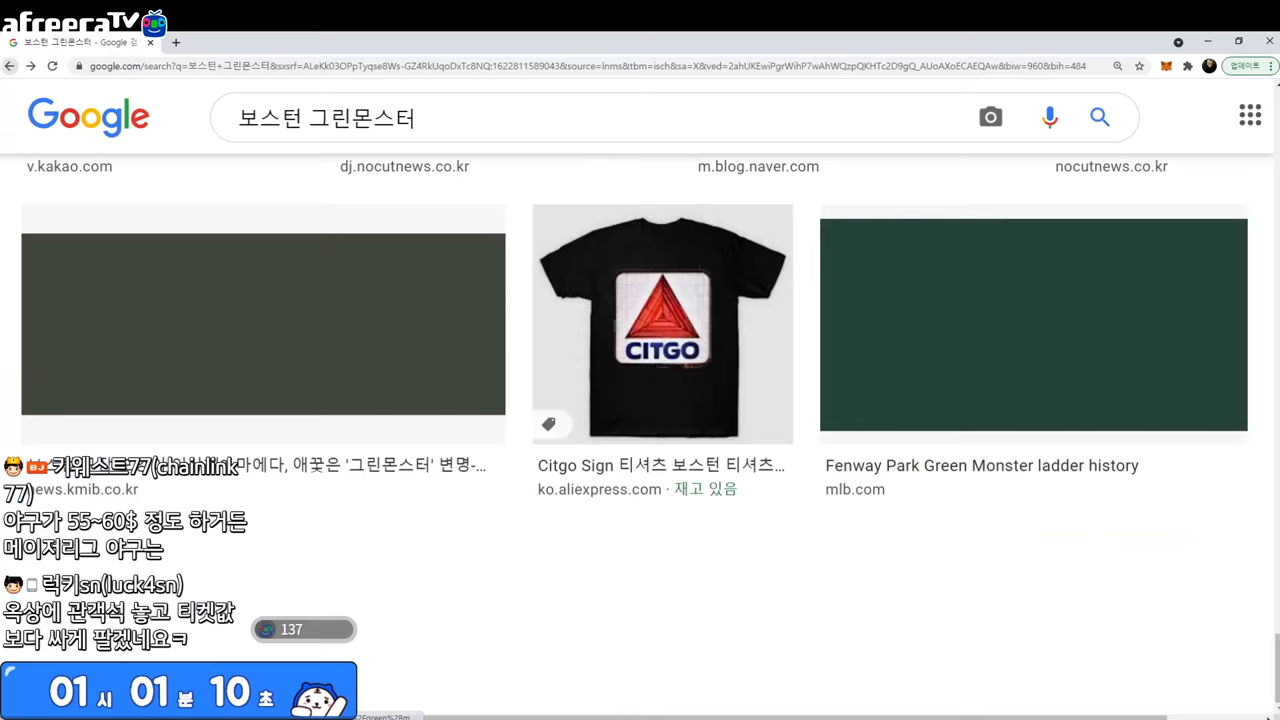 afreecaTV
보스턴 그린몬스터 - Google 검
google.com/search?q=보스턴+그린몬스터&sxsrf=ALeKk03OPpTyqse8Ws-GZ4RkUqoDxTc8NQ:1622811589043&source=lnms&tbm=isch&sa=X&ved=2ahUKEwiPgrWihP7wAhWQzpQKHTc2D9gQ_AUoAXoECAEQAw&biw=960&bih=484
업데이트
Google
보스턴 그린몬스터
v.kakao.com
dj.nocutnews.co.kr
m.blog.naver.com
nocutnews.co.kr
CITGO
마에다, 애꿎은 '그린몬스터' 변명-...
Citgo Sign 티셔츠 보스턴 티셔츠...
Fenway Park Green Monster ladder history
news.kmib.co.kr
ko.aliexpress.com · 재고 있음
mlb.com
BJ 키웨스트77(chainlink
77)
야구가 55~60$ 정도 하거든
메이저리그 야구는
럭키sn(luck4sn)
옥상에 관객석 놓고 티켓값
보다 싸게 팔겠네요ㅋ
137
01 시 01 분 10 초